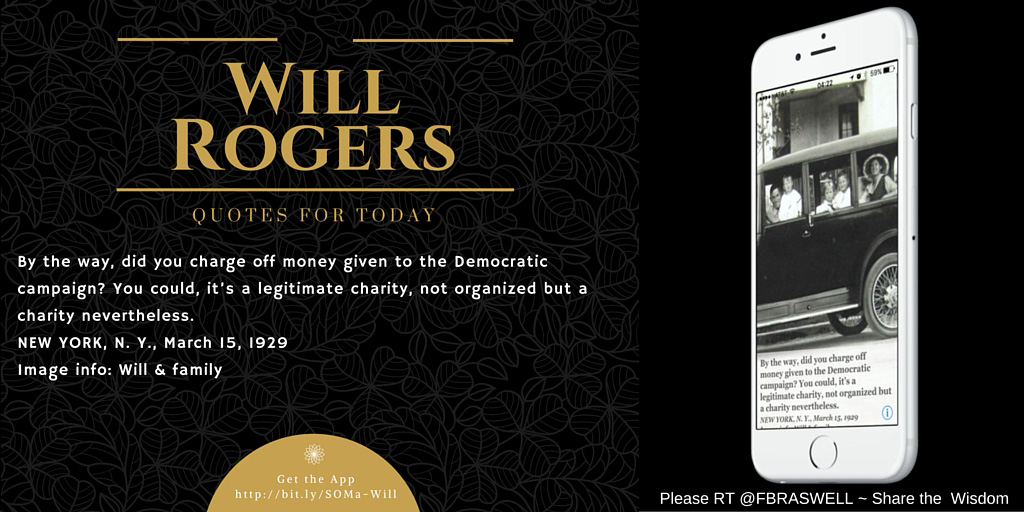 WILL
ROGERS
QUOTES FOR TODAY
By the way, did you charge off money given to the Democratic
campaign? You could, it's a legitimate charity, not organized but a
charity nevertheless.
NEW YORK, N. Y., March 15, 1929
Image info: Will & family
Get the App
http://bit.ly/SOMa-Will
AT&T
04:22
59%
By the way, did you charge off
money given to the Democratic
campaign? You could, it's a
legitimate charity, not organized but
a charity nevertheless.
NEW YORK, N. Y., March 15, 1929
Please RT @FBRASWELL ~ Share the Wisdom